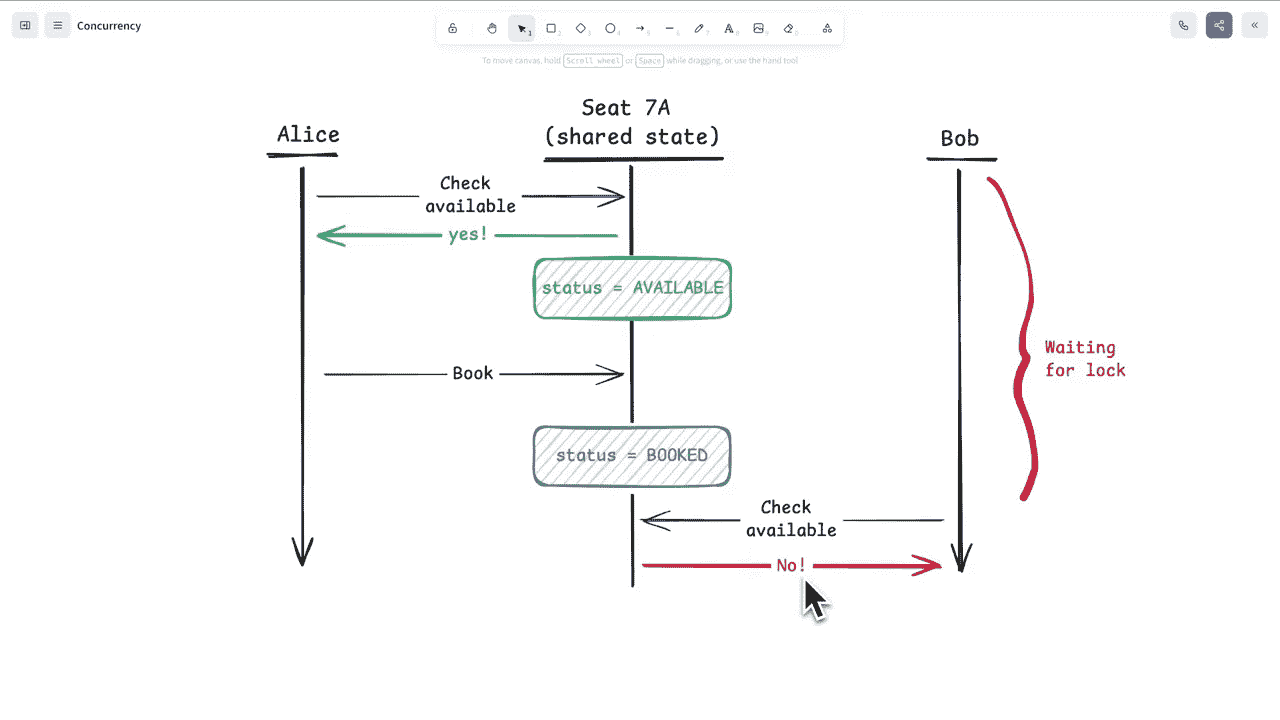 Concurrency
To move canvas, hold Scroll wheel or Space while dragging, or use the hand tool
Seat 7A
(shared state)
Alice
Bob
Check
available
yes!
status = AVAILABLE
Waiting
for lock
Book
status = BOOKED
Check
available
No!